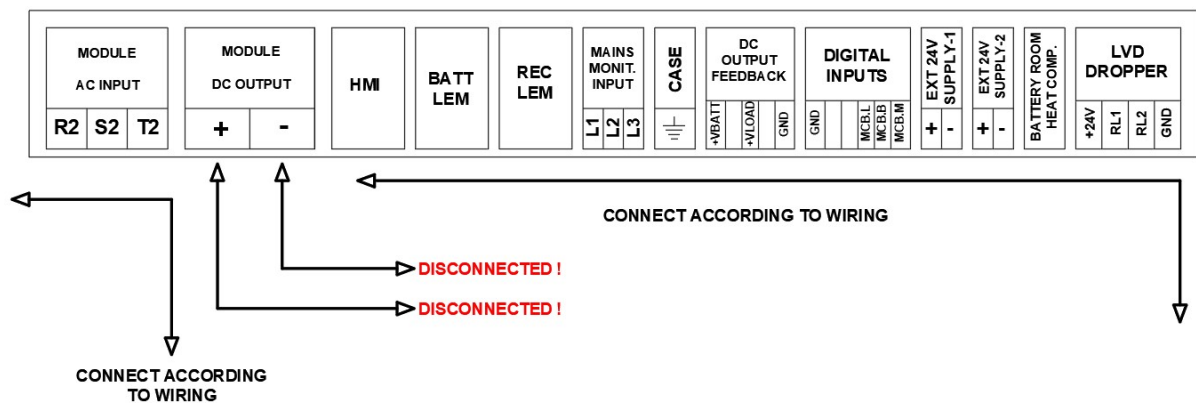 MODULE
AC INPUT
R2 S2 T2
MODULE
DC OUTPUT
+ -
HMI
BATT
LEM
REC
LEM
MAINS
MONIT.
INPUT
L1 L2 L3
CASE
DC
OUTPUT
FEEDBACK
+VBATT +VLOAD GND
DIGITAL
INPUTS
GND MCB.L MCB.B MCB.M
EXT 24V
SUPPLY-1
+ -
EXT 24V
SUPPLY-2
+ -
BATTERY ROOM
HEAT COMP.
LVD
DROPPER
+24V RL1 RL2 GND
CONNECT ACCORDING TO WIRING
DISCONNECTED !
DISCONNECTED !
CONNECT ACCORDING
TO WIRING